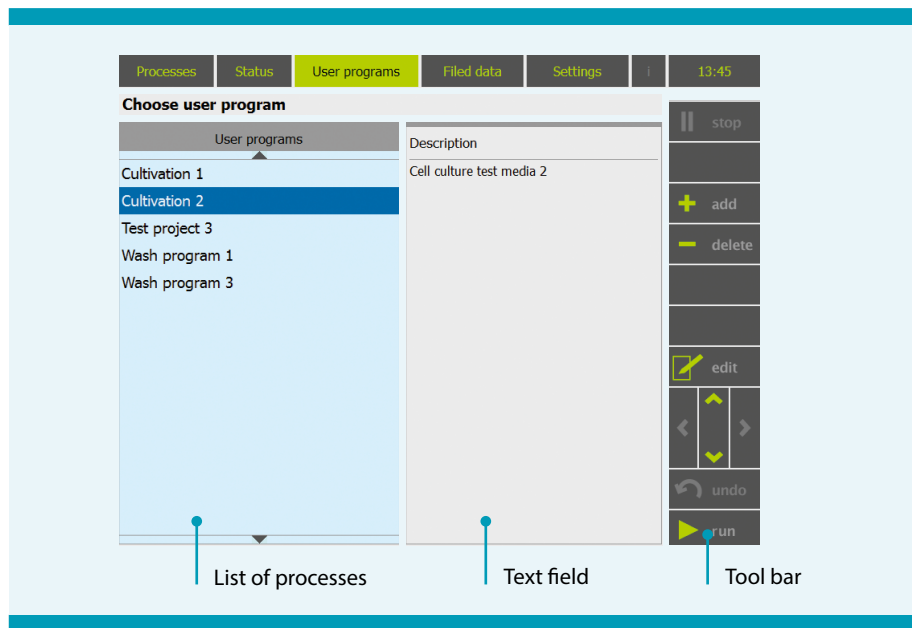 Processes Status User programs Filed data Settings i 13:45
Choose user program
stop
User programs
Description
Cultivation 1
Cell culture test media 2
Cultivation 2
add
Test project 3
delete
Wash program 1
Wash program 3
edit
undo
run
List of processes
Text field
Tool bar